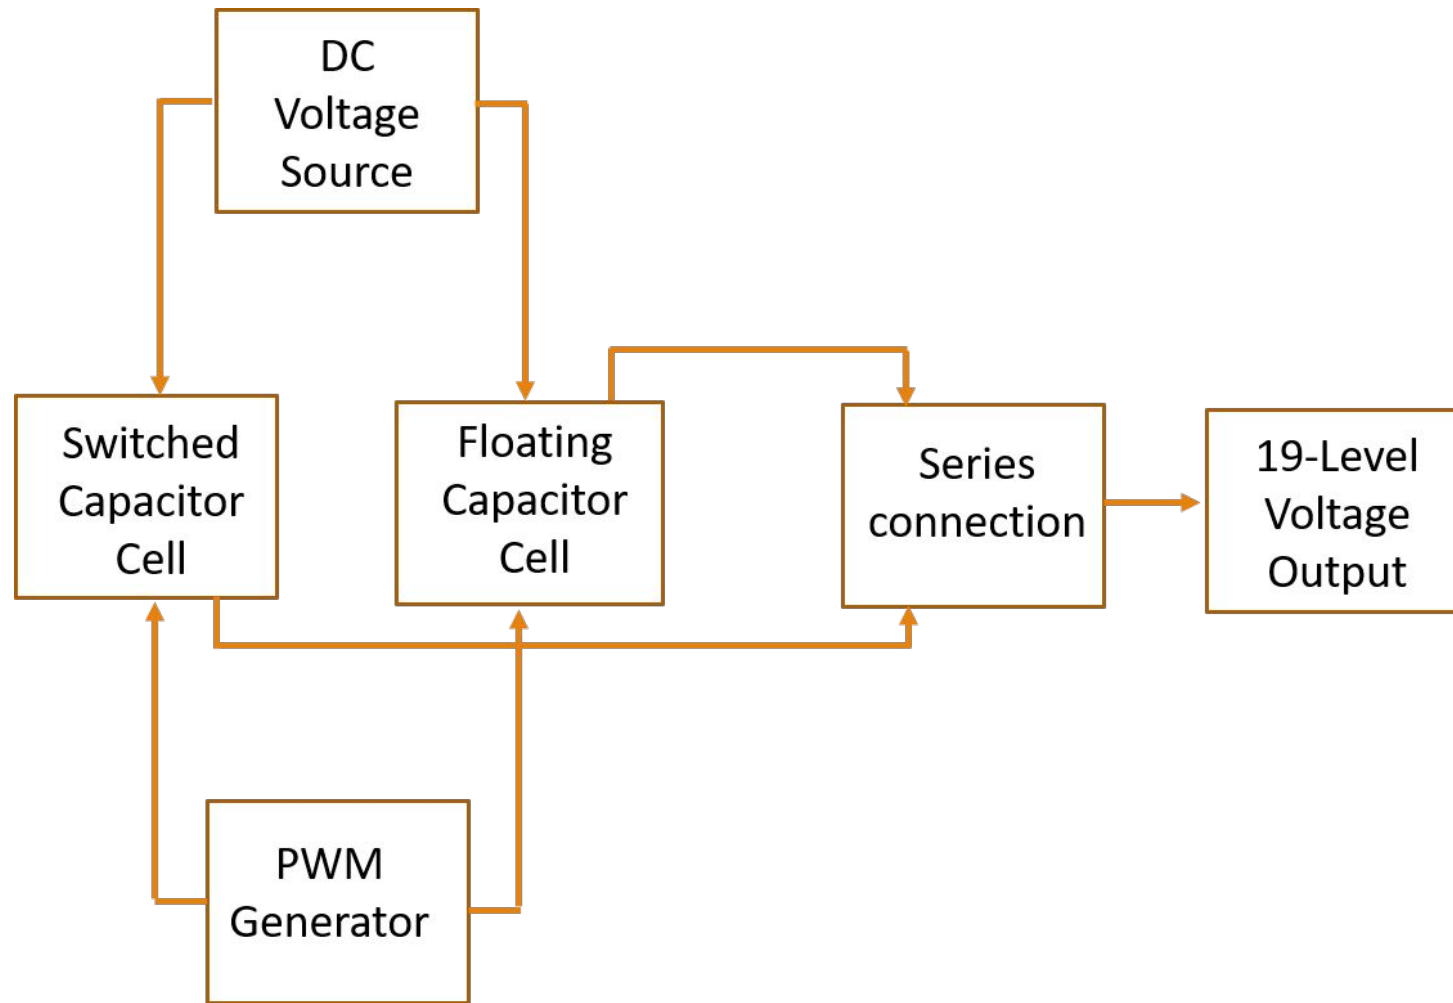 DC
Voltage
Source
Switched
Capacitor
Cell
Floating
Capacitor
Cell
Series
connection
19-Level
Voltage
Output
PWM
Generator